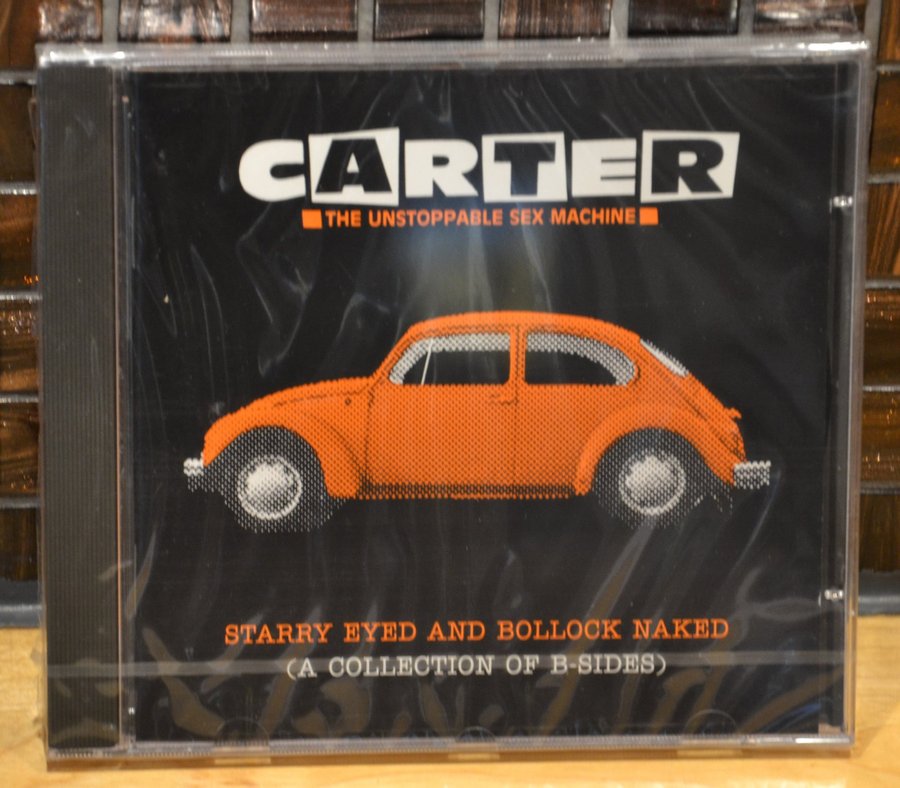 CARTER
THE UNSTOPPABLE SEX MACHINE
STARRY EYED AND BOLLOCK NAKED
(A COLLECTION OF B-SIDES)